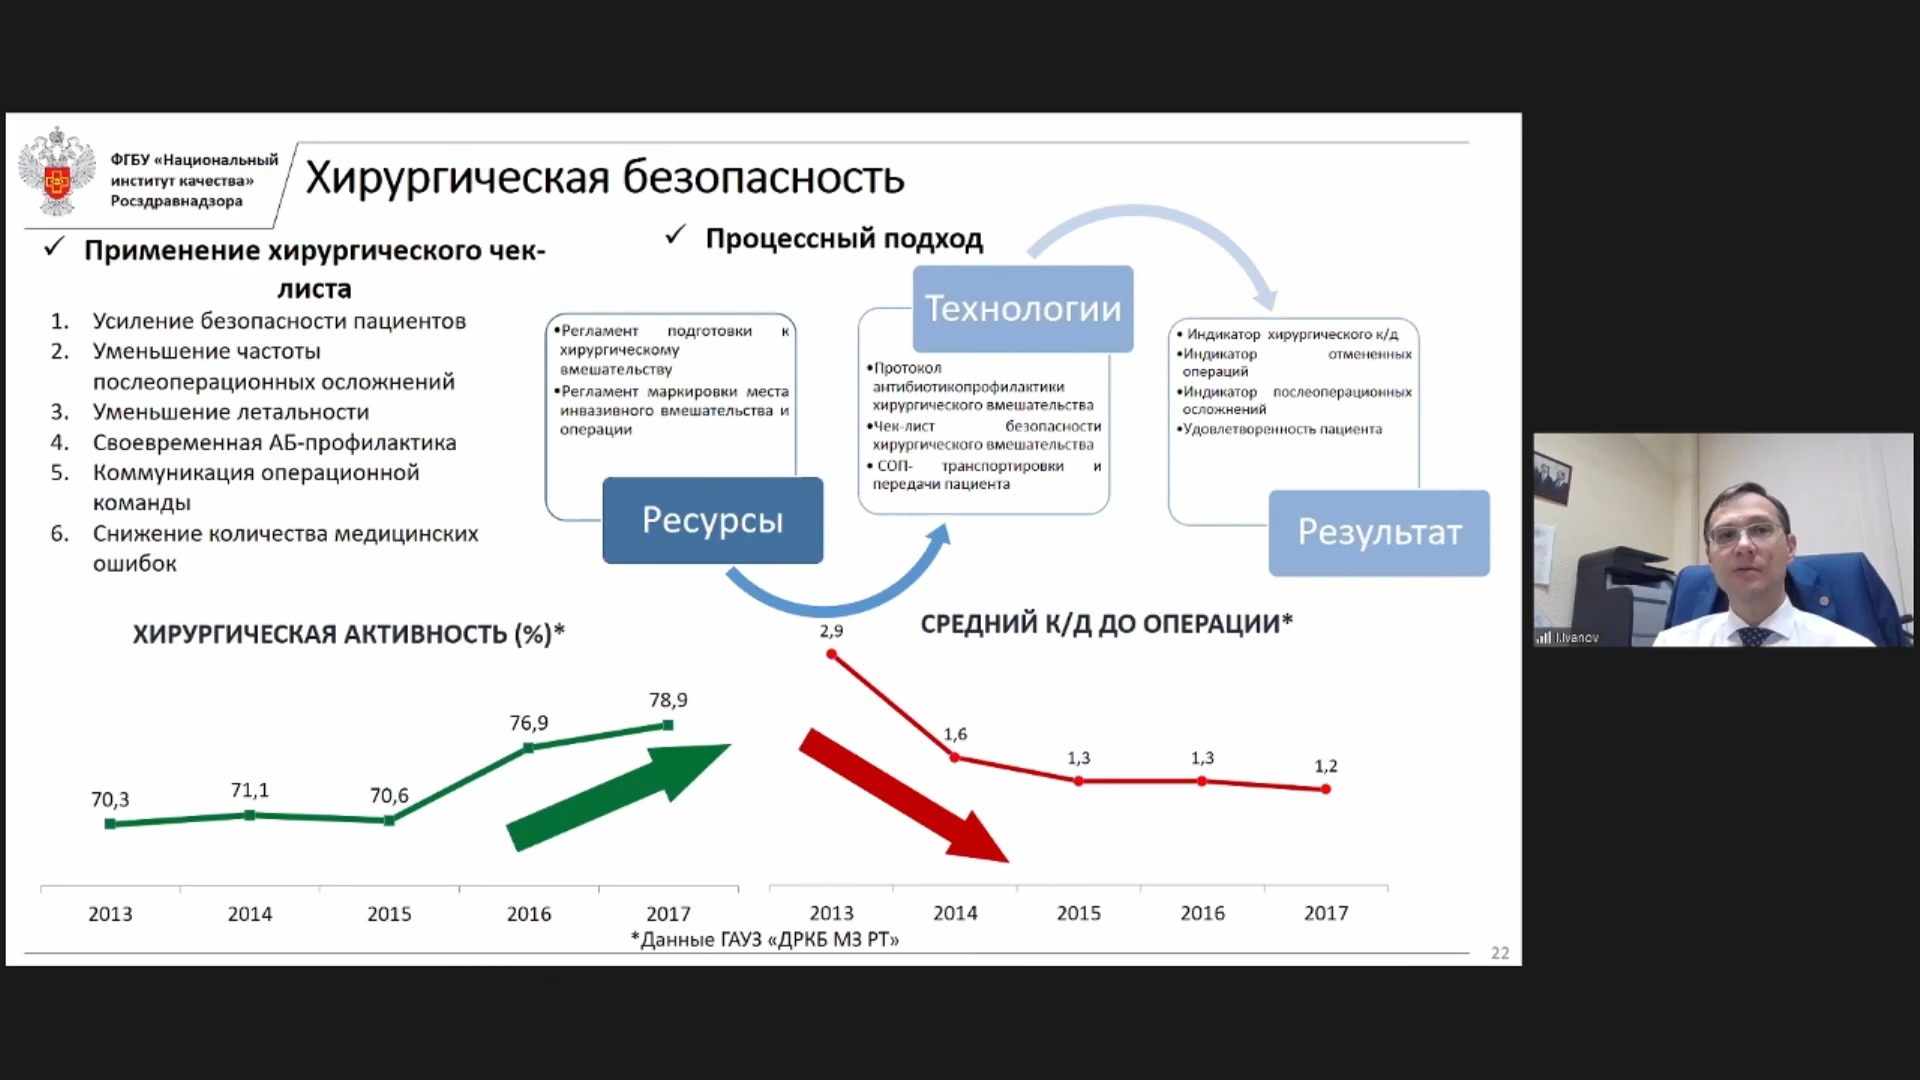 ФГБУ «Национальный
институт качества»
Росздравнадзора
Хирургическая безопасность
✓ Применение хирургического чек-
листа
1. Усиление безопасности пациентов
2. Уменьшение частоты
послеоперационных осложнений
3. Уменьшение летальности
4. Своевременная АБ-профилактика
5. Коммуникация операционной
команды
6. Снижение количества медицинских
ошибок
✓ Процессный подход
•Регламент подготовки к
хирургическому
вмешательству
•Регламент маркировки места
инвазивного вмешательства и
операции
Ресурсы
Технологии
•Протокол
антибиотикопрофилактики
хирургического вмешательства
•Чек-лист безопасности
хирургического вмешательства
• СОП- транспортировки и
передачи пациента
• Индикатор хирургического к/д
•Индикатор отмененных
операций
•Индикатор послеоперационных
осложнений
•Удовлетворенность пациента
Результат
ХИРУРГИЧЕСКАЯ АКТИВНОСТЬ (%)*
70,3
71,1
70,6
76,9
78,9
2013 2014 2015 2016 2017
СРЕДНИЙ К/Д ДО ОПЕРАЦИИ*
2,9
1,6
1,3
1,3
1,2
2013 2014 2015 2016 2017
*Данные ГАУЗ «ДРКБ МЗ РТ»
22
I.Ivanov